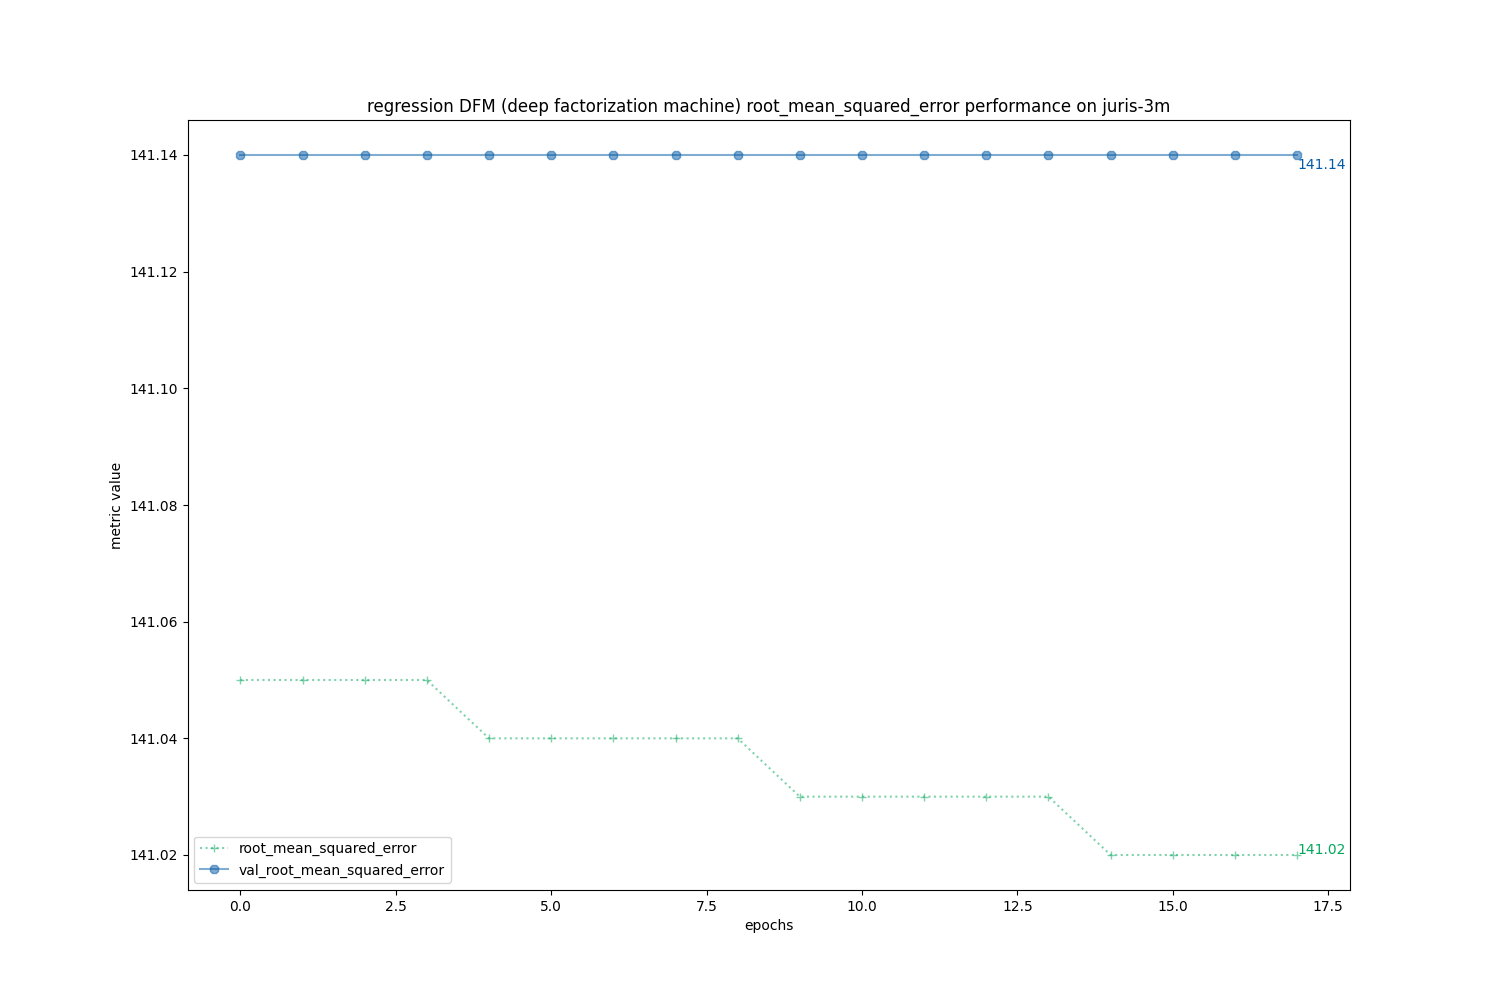 regression DFM (deep factorization machine) root_mean_squared_error performance on juris-3m
141.14
141.12
141.10
141.08
141.06
141.04
141.02
metric value
141.14
141.02
root_mean_squared_error
val_root_mean_squared_error
0.0 2.5 5.0 7.5 10.0 12.5 15.0 17.5
epochs